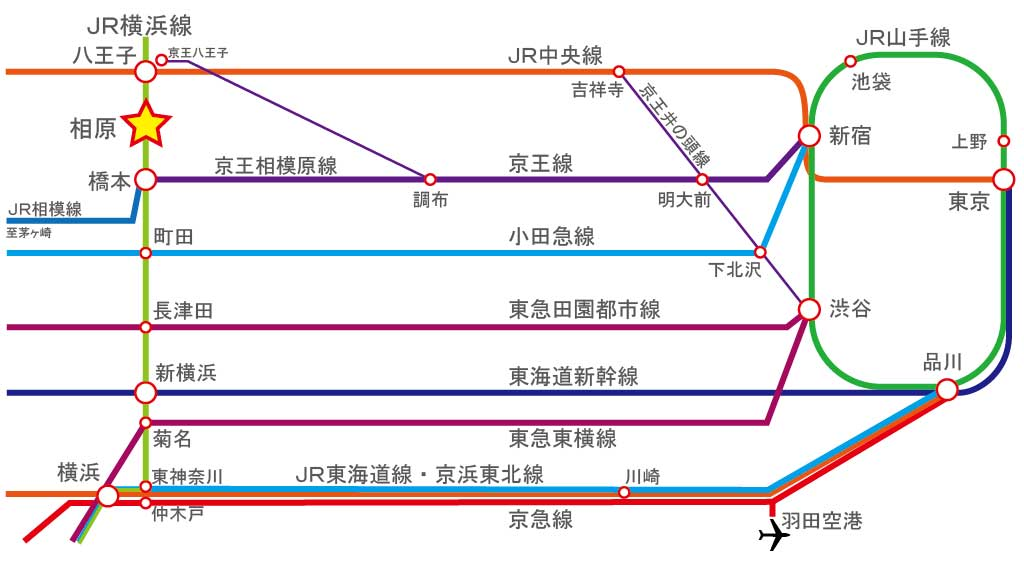 JR横浜線
八王子
京王八王子
JR中央線
吉祥寺
JR山手線
池袋
京王井の頭線
相原
新宿
上野
京王相模原線
京王線
橋本
調布
明大前
東京
JR相模線
至茅ヶ崎
町田
小田急線
下北沢
長津田
東急田園都市線
渋谷
新横浜
東海道新幹線
品川
菊名
東急東横線
横浜
東神奈川
JR東海道線・京浜東北線
川崎
仲木戸
京急線
羽田空港